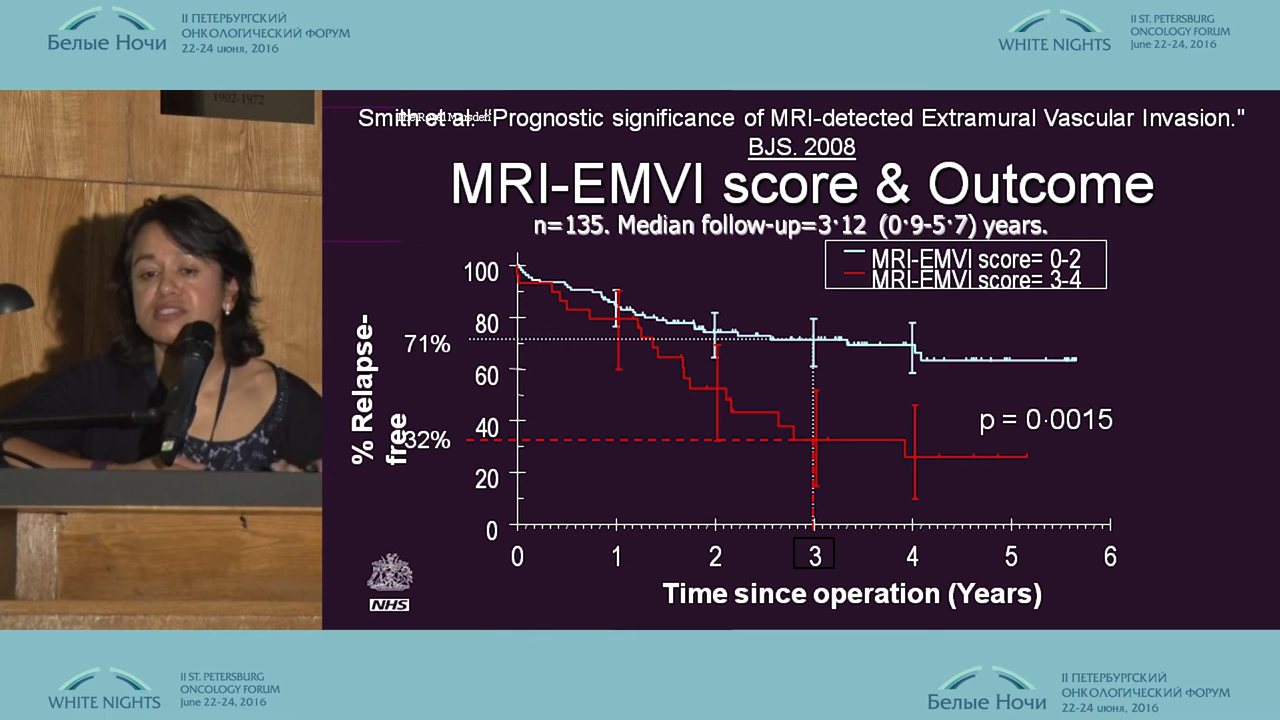 II ПЕТЕРБУРГСКИЙ
ОНКОЛОГИЧЕСКИЙ ФОРУМ
22-24 июня, 2016
Белые Ночи
II ST. PETERSBURG
ONCOLOGY FORUM
June 22-24, 2016
WHITE NIGHTS
1902-1972
Smith et al. "Prognostic significance of MRI-detected Extramural Vascular Invasion."
BJS. 2008
MRI-EMVI score & Outcome
n=135. Median follow-up=3·12 (0·9-5·7) years.
MRI-EMVI score= 0-2
MRI-EMVI score= 3-4
% Relapse-
free
100
80
71%
60
40
32%
20
0
p = 0·0015
0 1 2 3 4 5 6
Time since operation (Years)
NHS
II ST. PETERSBURG
ONCOLOGY FORUM
June 22-24, 2016
WHITE NIGHTS
II ПЕТЕРБУРГСКИЙ
ОНКОЛОГИЧЕСКИЙ ФОРУМ
22-24 июня, 2016
Белые Ночи